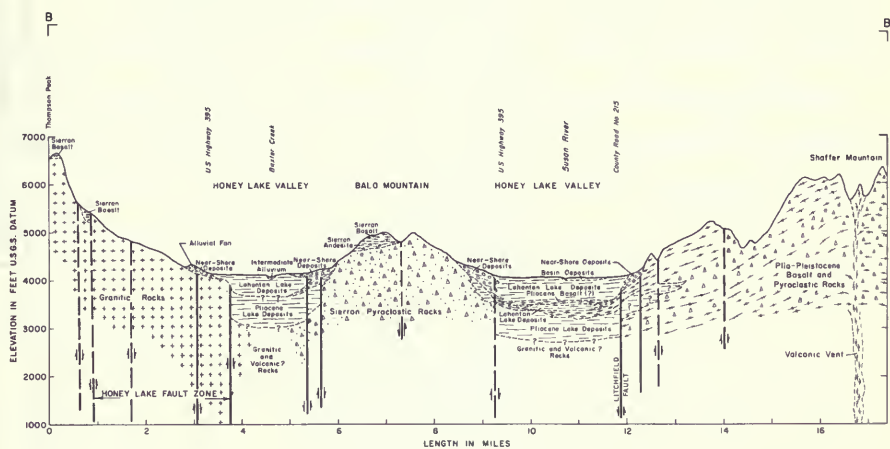 B
B'
Thompson Peak
US Highway 395
Baxter Creek
US Highway 395
Susan River
County Road No 215
7000
6000
5000
4000
3000
2000
1000
ELEVATION IN FEET U.S.G.S. DATUM
Sierran
Basalt
Sierran
Basalt
HONEY LAKE VALLEY
BALD MOUNTAIN
HONEY LAKE VALLEY
Shaffer Mountain
Alluvial Fan
Near-Shore
Deposits
Intermediate
Alluvium
Near-Shore
Deposits
Sierran
Andesite
Sierran
Basalt
Near-Shore
Deposits
Near-Shore Deposits
Basin Deposits
Lahontan Lake
Deposits
Pliocene
Lake Deposits
Granitic
and
Volcanic?
Rocks
Granitic Rocks
Sierran Pyroclastic Rocks
Lahontan Lake Deposits
Pliocene Basalt (?)
Lahontan
Lake Deposits
Pliocene Lake Deposits
Granitic and Volcanic ?
Rocks
Plio-Pleistocene
Basalt and
Pyroclastic Rocks
Volcanic Vent
HONEY LAKE FAULT ZONE
LITCHFIELD
FAULT
0 2 4 6 8 10 12 14 16
LENGTH IN MILES